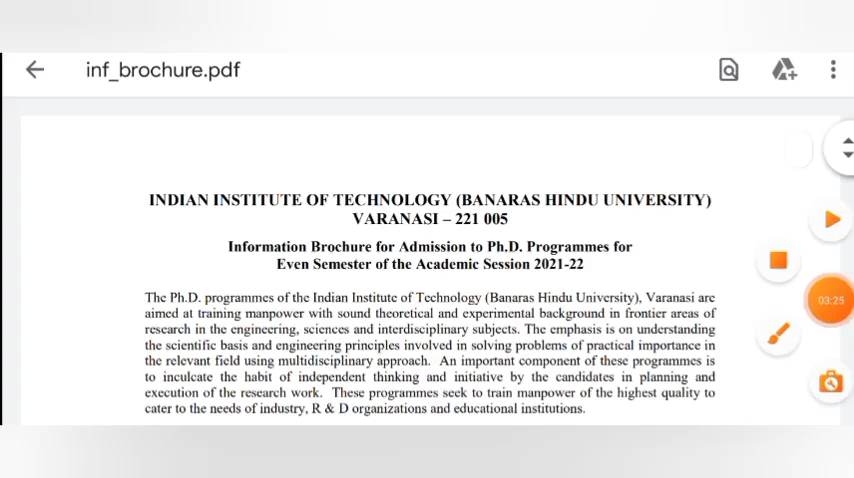 inf_brochure.pdf
INDIAN INSTITUTE OF TECHNOLOGY (BANARAS HINDU UNIVERSITY)
VARANASI – 221 005
Information Brochure for Admission to Ph.D. Programmes for
Even Semester of the Academic Session 2021-22
The Ph.D. programmes of the Indian Institute of Technology (Banaras Hindu University), Varanasi are
aimed at training manpower with sound theoretical and experimental background in frontier areas of
research in the engineering, sciences and interdisciplinary subjects. The emphasis is on understanding
the scientific basis and engineering principles involved in solving problems of practical importance in
the relevant field using multidisciplinary approach. An important component of these programmes is
to inculcate the habit of independent thinking and initiative by the candidates in planning and
execution of the research work. These programmes seek to train manpower of the highest quality to
cater to the needs of industry, R & D organizations and educational institutions.
03:25